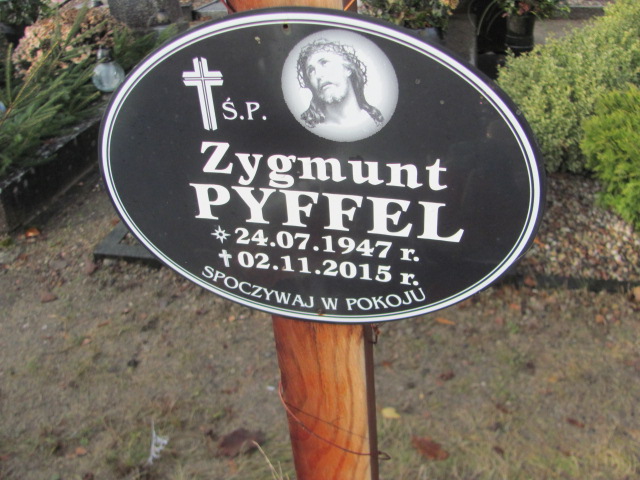 Ś.P.
Zygmunt
PYFFEL
24.07.1947 r.
02.11.2015 r.
SPOCZYWAJ W POKOJU